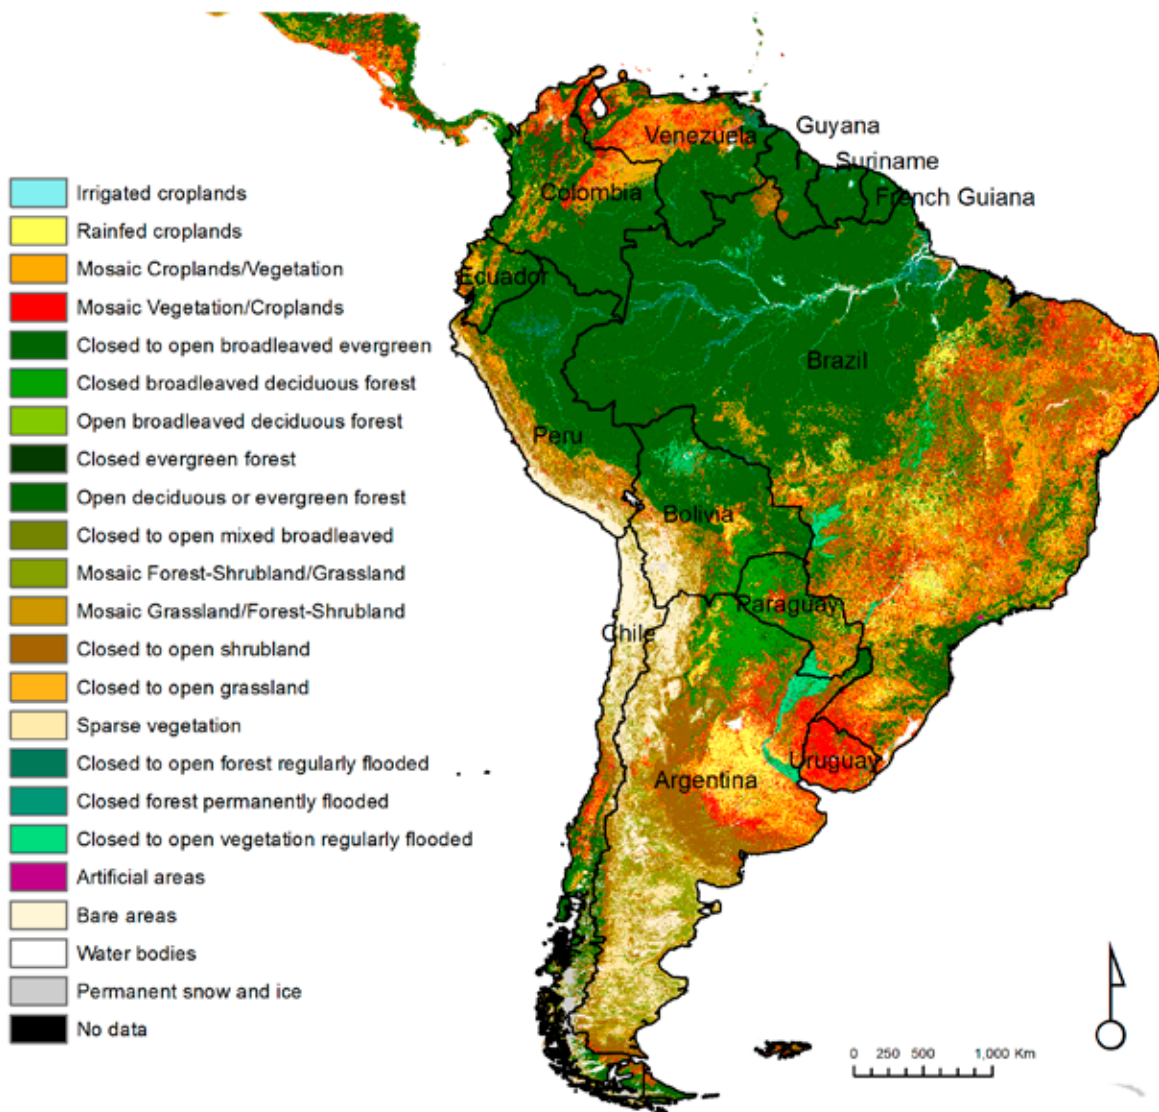 Irrigated croplands
Rainfed croplands
Mosaic Croplands/Vegetation
Mosaic Vegetation/Croplands
Closed to open broadleaved evergreen
Closed broadleaved deciduous forest
Open broadleaved deciduous forest
Closed evergreen forest
Open deciduous or evergreen forest
Closed to open mixed broadleaved
Mosaic Forest-Shrubland/Grassland
Mosaic Grassland/Forest-Shrubland
Closed to open shrubland
Closed to open grassland
Sparse vegetation
Closed to open forest regularly flooded
Closed forest permanently flooded
Closed to open vegetation regularly flooded
Artificial areas
Bare areas
Water bodies
Permanent snow and ice
No data
Venezuela
Guyana
Suriname
French Guiana
Colombia
Ecuador
Brazil
Peru
Bolivia
Paraguay
Chile
Uruguay
Argentina
0 250 500 1,000 Km